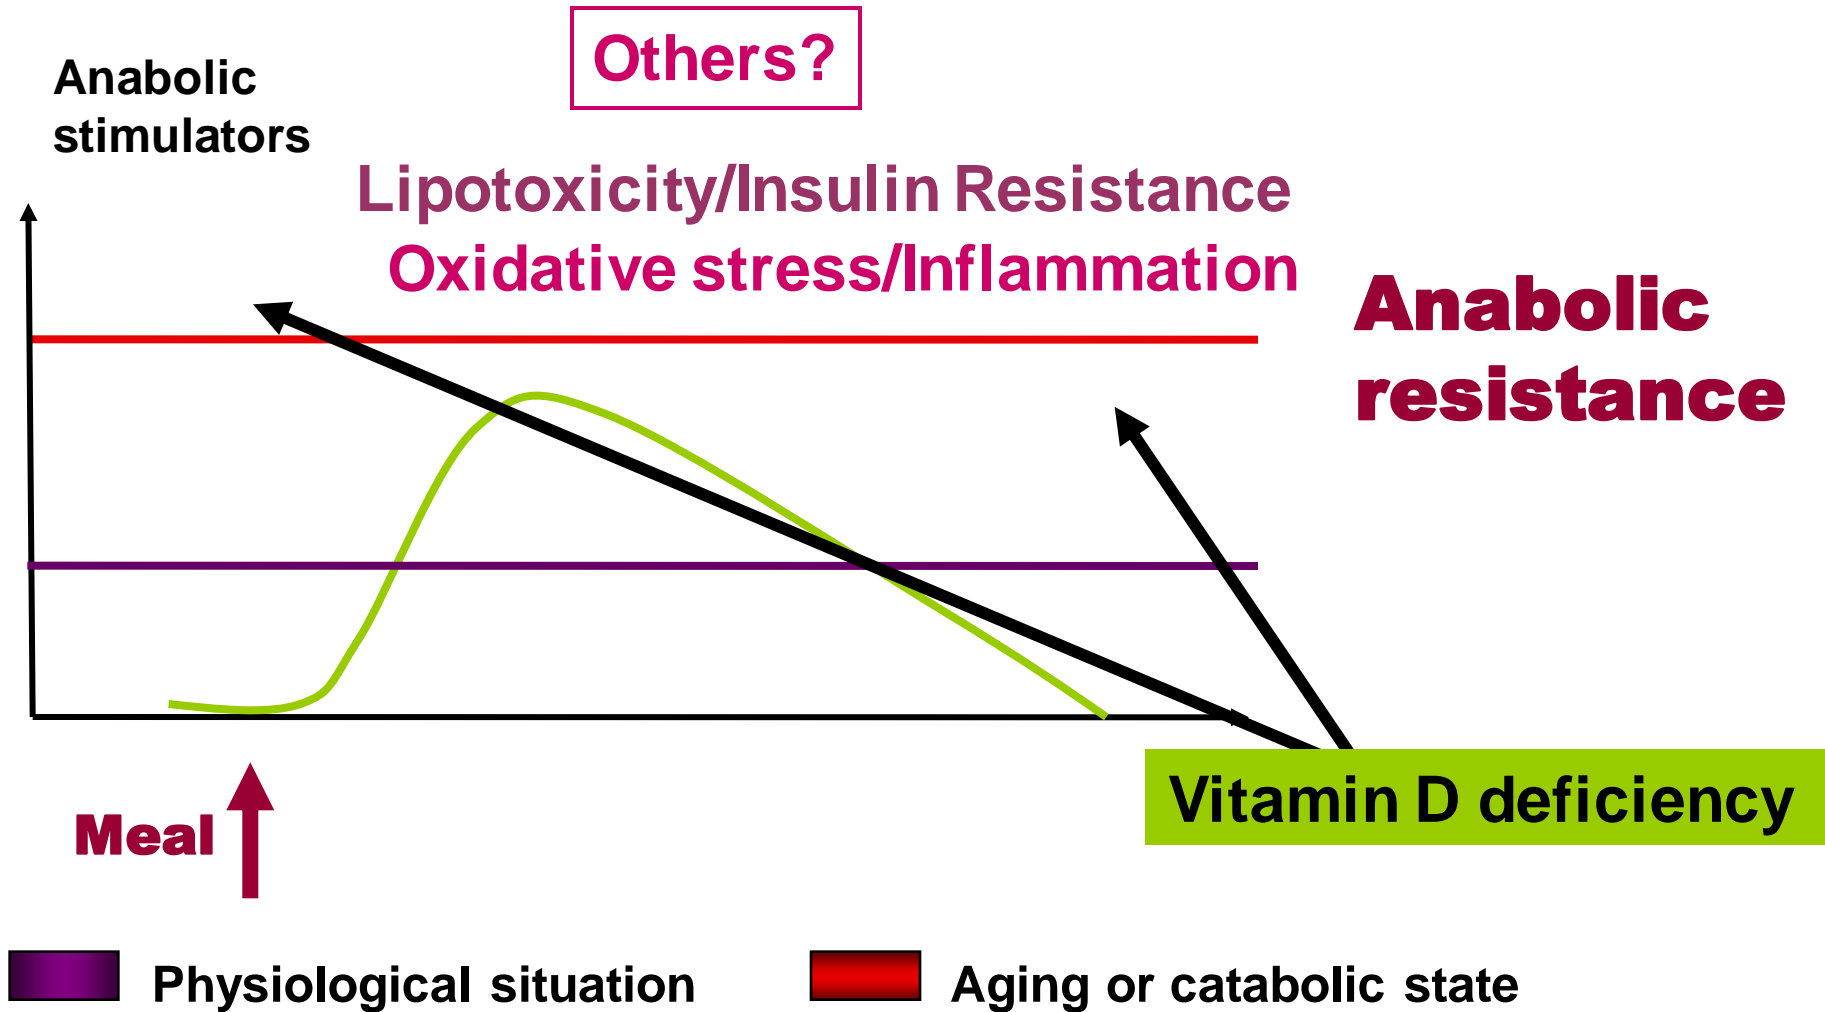 Others?
Anabolic
stimulators
Lipotoxicity/Insulin Resistance
Oxidative stress/Inflammation
Anabolic
resistance
Vitamin D deficiency
Meal
Physiological situation
Aging or catabolic state